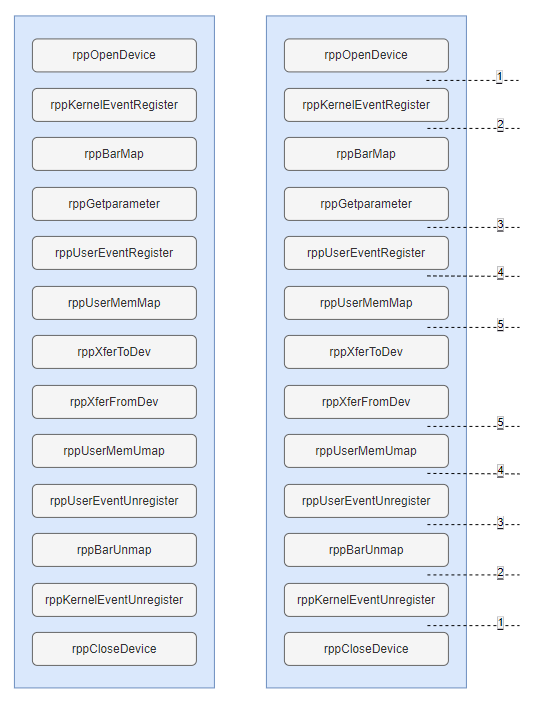 rppOpenDevice
rppKernelEventRegister
rppBarMap
rppGetparameter
rppUserEventRegister
rppUserMemMap
rppXferToDev
rppXferFromDev
rppUserMemUmap
rppUserEventUnregister
rppBarUnmap
rppKernelEventUnregister
rppCloseDevice
rppOpenDevice
1
rppKernelEventRegister
2
rppBarMap
rppGetparameter
3
rppUserEventRegister
4
rppUserMemMap
5
rppXferToDev
rppXferFromDev
5
rppUserMemUmap
4
rppUserEventUnregister
3
rppBarUnmap
2
rppKernelEventUnregister
1
rppCloseDevice